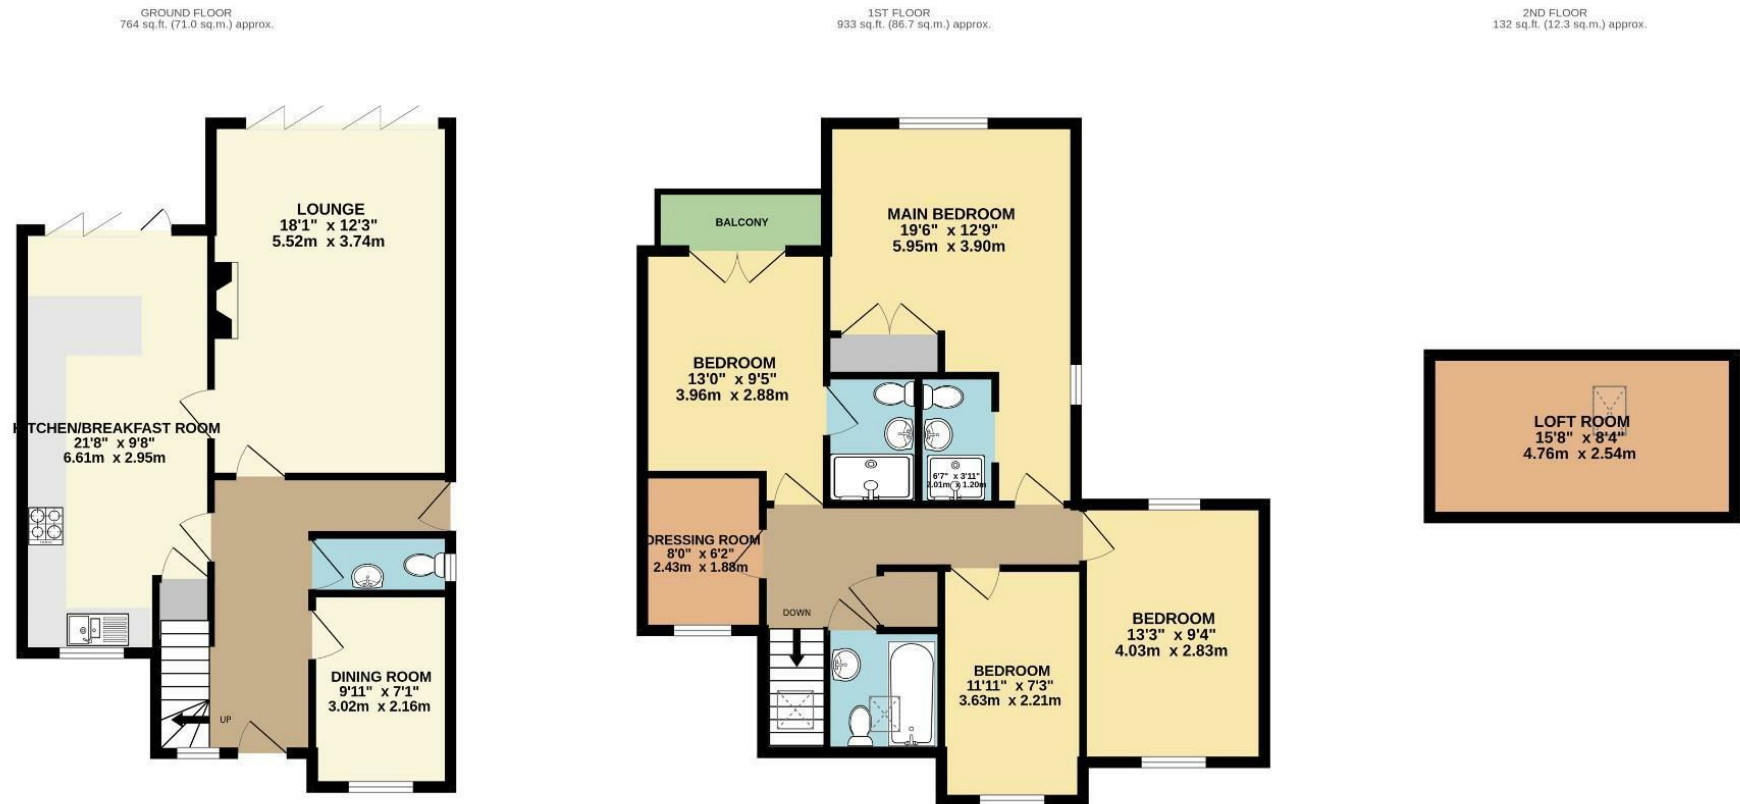 GROUND FLOOR
764 sq.ft. (71.0 sq.m.) approx.
1ST FLOOR
933 sq.ft. (86.7 sq.m.) approx.
2ND FLOOR
132 sq.ft. (12.3 sq.m.) approx.
LOUNGE
18'1" x 12'3"
5.52m x 3.74m
KITCHEN/BREAKFAST ROOM
21'8" x 9'8"
6.61m x 2.95m
DINING ROOM
9'11" x 7'1"
3.02m x 2.16m
UP
BALCONY
MAIN BEDROOM
19'6" x 12'9"
5.95m x 3.90m
BEDROOM
13'0" x 9'5"
3.96m x 2.88m
6'7" x 3'11"
2.01m x 1.20m
DRESSING ROOM
8'0" x 6'2"
2.43m x 1.88m
DOWN
BEDROOM
11'11" x 7'3"
3.63m x 2.21m
BEDROOM
13'3" x 9'4"
4.03m x 2.83m
LOFT ROOM
15'8" x 8'4"
4.76m x 2.54m